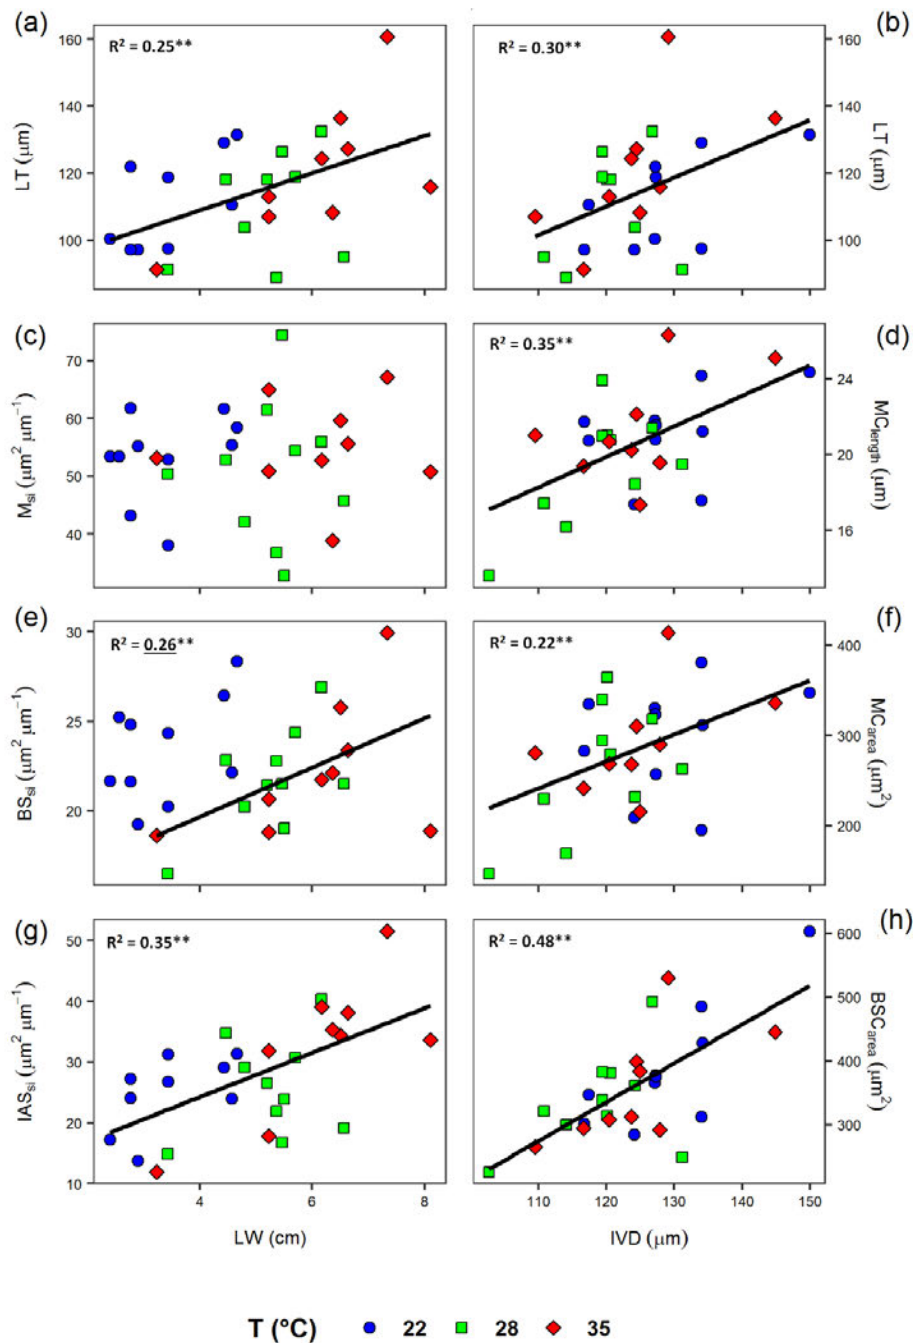 (a)
(b)
R² = 0.25**
R² = 0.30**
160
140
120
100
LT (μm)
160
140
120
100
LT (μm)
(c)
(d)
R² = 0.35**
70
60
50
40
Msi (μm² μm⁻¹)
24
20
16
MClength (μm)
(e)
(f)
R² = 0.26**
R² = 0.22**
30
25
20
BSsi (μm² μm⁻¹)
400
300
200
MCarea (μm²)
(g)
(h)
R² = 0.35**
R² = 0.48**
50
40
30
20
10
IASsi (μm² μm⁻¹)
600
500
400
300
BSCarea (μm²)
4 6 8
110 120 130 140 150
LW (cm)
IVD (μm)
T (°C) 22 28 35